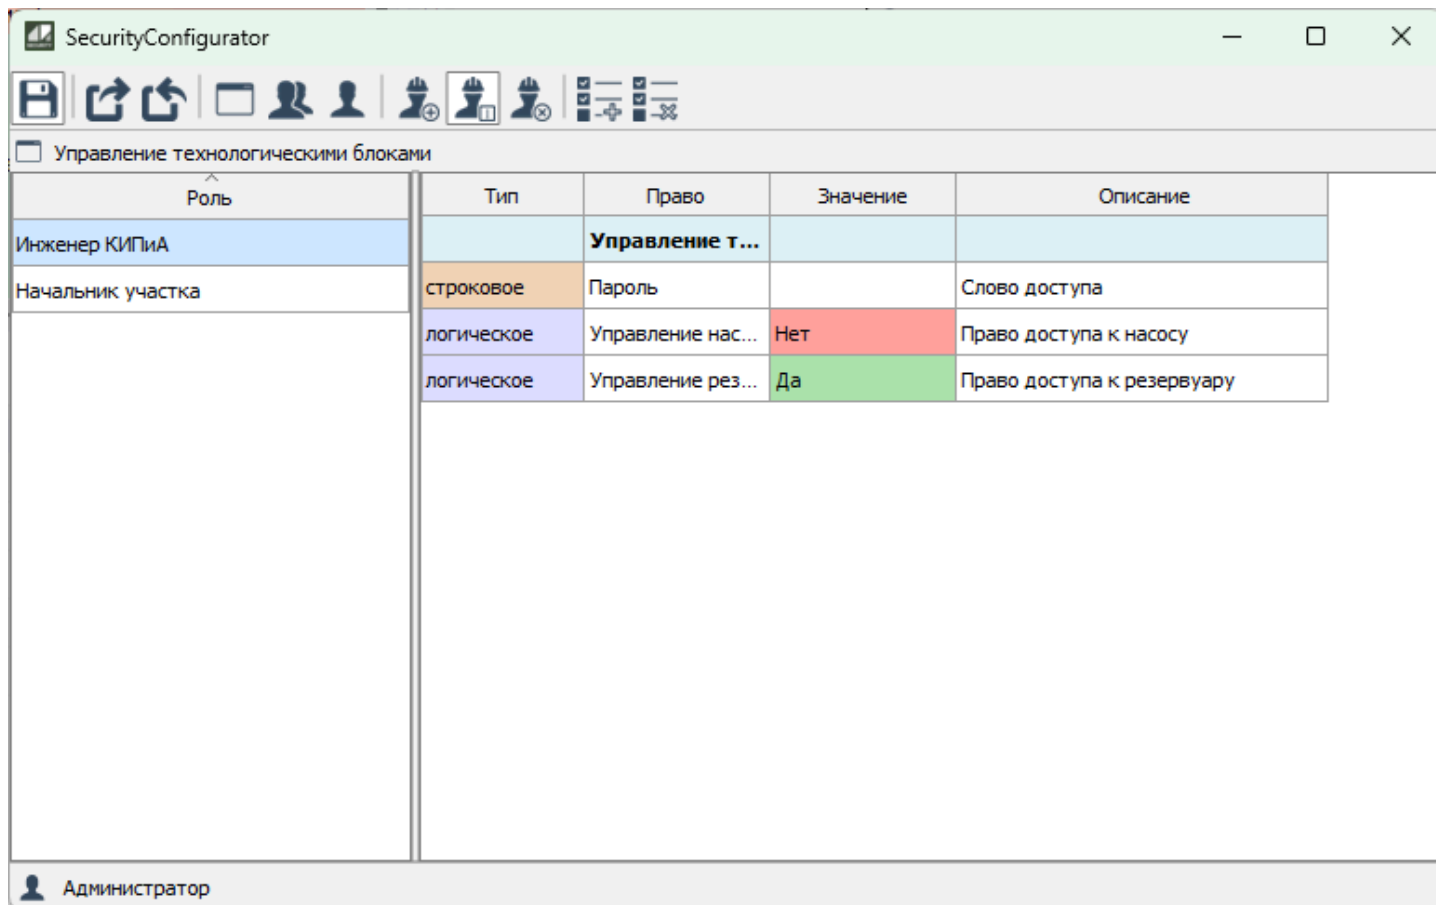 SecurityConfigurator
Управление технологическими блоками
Роль
Инженер КИПиА
Начальник участка
Тип Право Значение Описание
Управление т...
строковое Пароль Слово доступа
логическое Управление нас... Нет Право доступа к насосу
логическое Управление рез... Да Право доступа к резервуару
Администратор